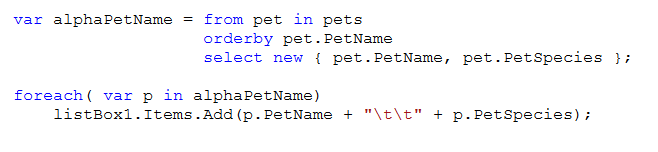 var alphaPetName = from pet in pets
orderby pet.PetName
select new { pet.PetName, pet.PetSpecies };
foreach( var p in alphaPetName)
listBox1.Items.Add(p.PetName + "\t\t" + p.PetSpecies);